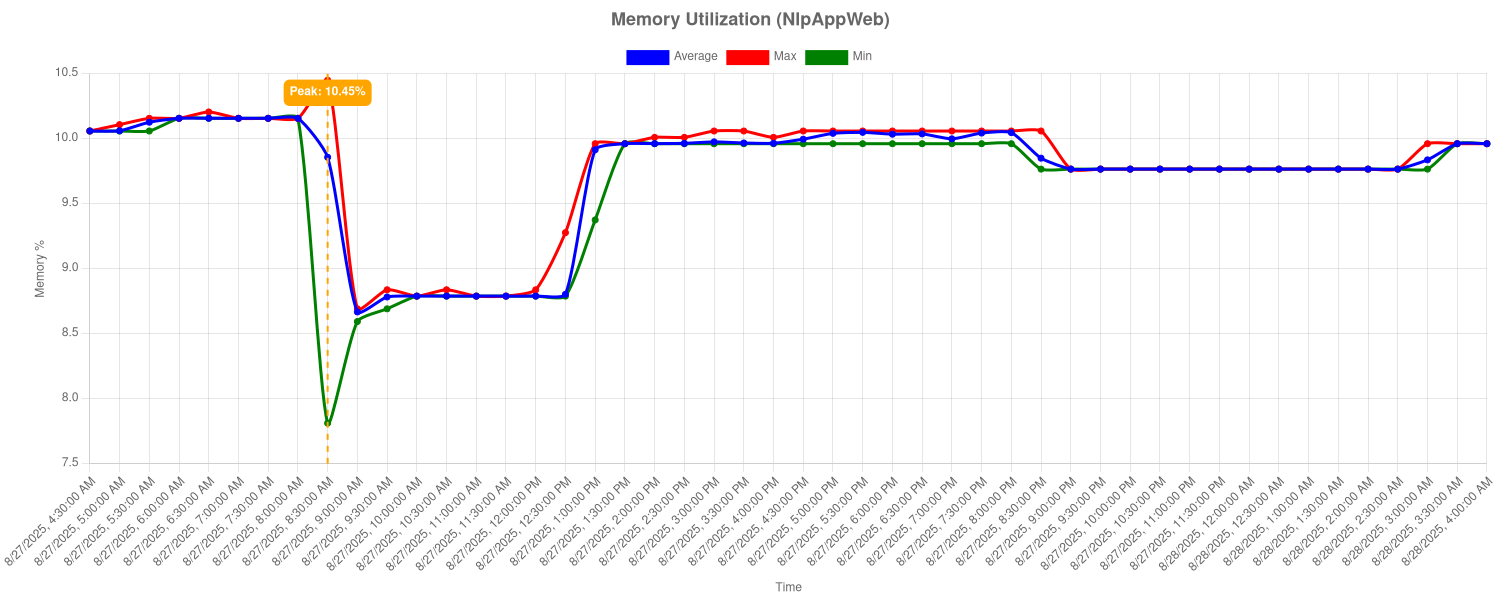 Memory Utilization (NlpAppWeb)
Average Max Min
Peak: 10.45%
10.5
10.0
9.5
9.0
8.5
8.0
7.5
Memory %
8/27/2025, 4:30:00 AM
8/27/2025, 5:00:00 AM
8/27/2025, 5:30:00 AM
8/27/2025, 6:00:00 AM
8/27/2025, 6:30:00 AM
8/27/2025, 7:00:00 AM
8/27/2025, 7:30:00 AM
8/27/2025, 8:00:00 AM
8/27/2025, 8:30:00 AM
8/27/2025, 9:00:00 AM
8/27/2025, 9:30:00 AM
8/27/2025, 10:00:00 AM
8/27/2025, 10:30:00 AM
8/27/2025, 11:00:00 AM
8/27/2025, 11:30:00 AM
8/27/2025, 12:00:00 PM
8/27/2025, 12:30:00 PM
8/27/2025, 1:00:00 PM
8/27/2025, 1:30:00 PM
8/27/2025, 2:00:00 PM
8/27/2025, 2:30:00 PM
8/27/2025, 3:00:00 PM
8/27/2025, 3:30:00 PM
8/27/2025, 4:00:00 PM
8/27/2025, 4:30:00 PM
8/27/2025, 5:00:00 PM
8/27/2025, 5:30:00 PM
8/27/2025, 6:00:00 PM
8/27/2025, 6:30:00 PM
8/27/2025, 7:00:00 PM
8/27/2025, 7:30:00 PM
8/27/2025, 8:00:00 PM
8/27/2025, 8:30:00 PM
8/27/2025, 9:00:00 PM
8/27/2025, 9:30:00 PM
8/27/2025, 10:00:00 PM
8/27/2025, 10:30:00 PM
8/27/2025, 11:00:00 PM
8/27/2025, 11:30:00 PM
8/28/2025, 12:00:00 AM
8/28/2025, 12:30:00 AM
8/28/2025, 1:00:00 AM
8/28/2025, 1:30:00 AM
8/28/2025, 2:00:00 AM
8/28/2025, 2:30:00 AM
8/28/2025, 3:00:00 AM
8/28/2025, 3:30:00 AM
8/28/2025, 4:00:00 AM
Time